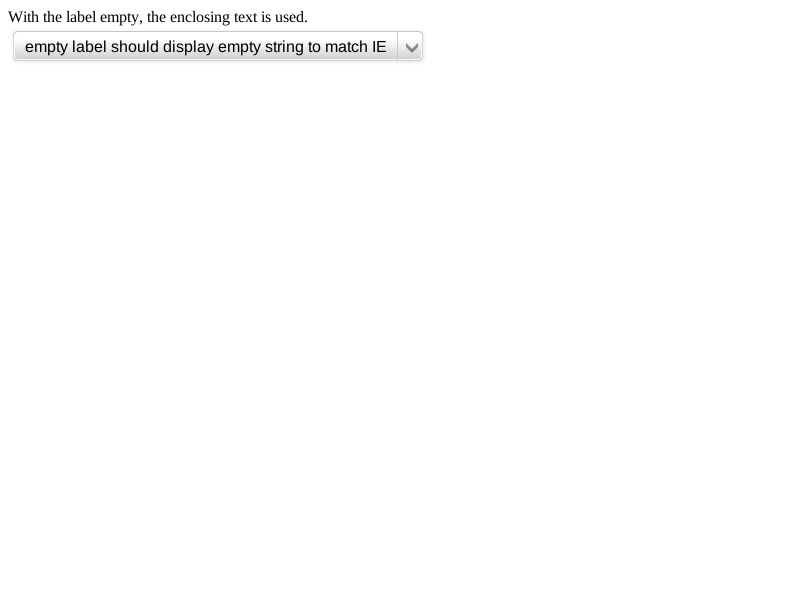 With the label empty, the enclosing text is used.
empty label should display empty string to match IE